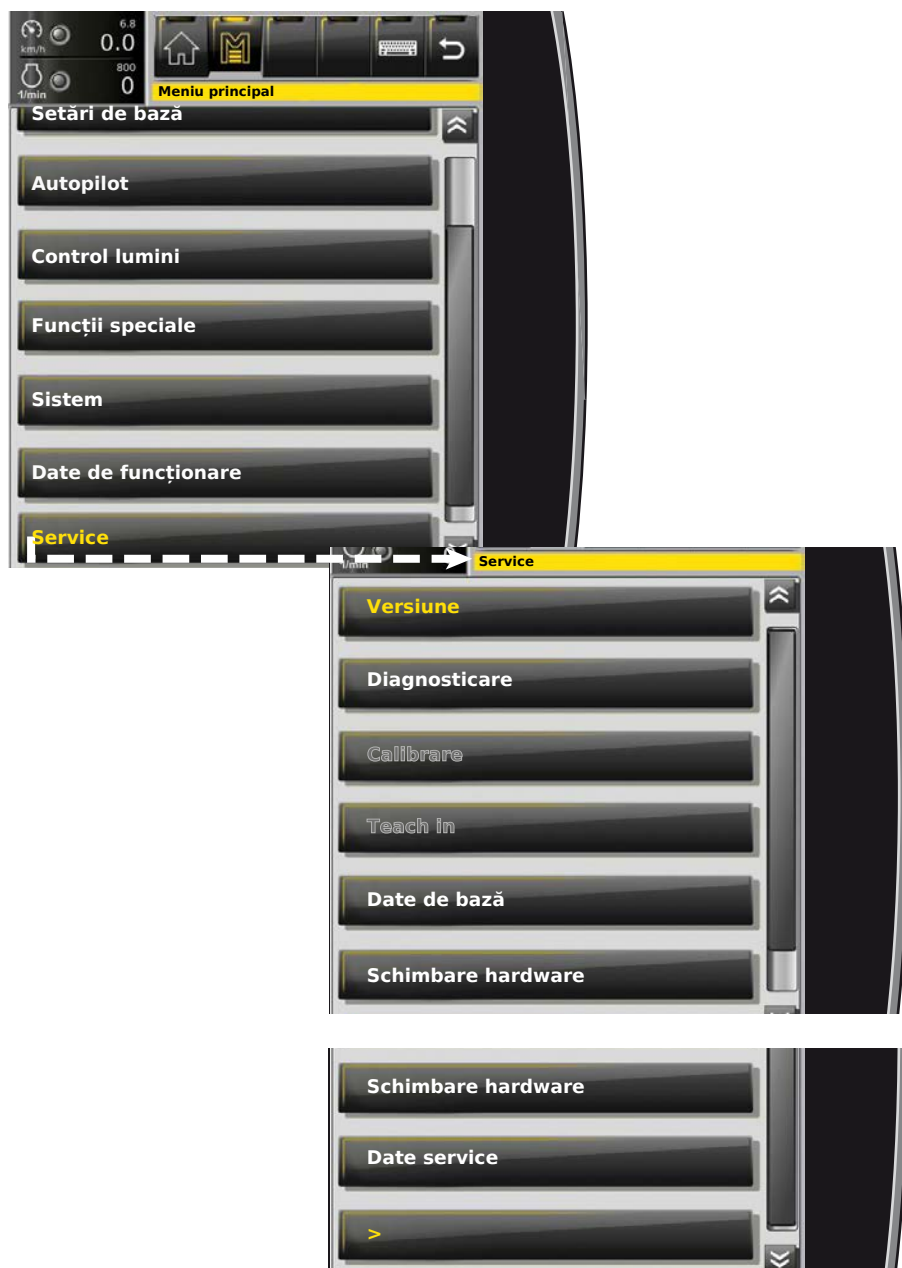 6.8
km/h 0.0
800
1/min 0
Meniu principal
Setări de bază
Autopilot
Control lumini
Funcții speciale
Sistem
Date de funcționare
Service
1/min
Service
Versiune
Diagnosticare
Calibrare
Teach in
Date de bază
Schimbare hardware
Schimbare hardware
Date service
>